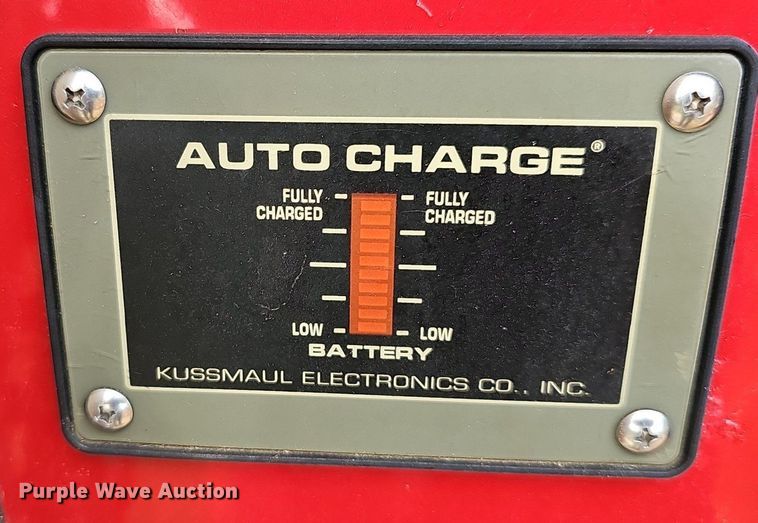 AUTO CHARGE®
FULLY CHARGED FULLY CHARGED
LOW LOW
BATTERY
KUSSMAUL ELECTRONICS CO., INC.
Purple Wave Auction